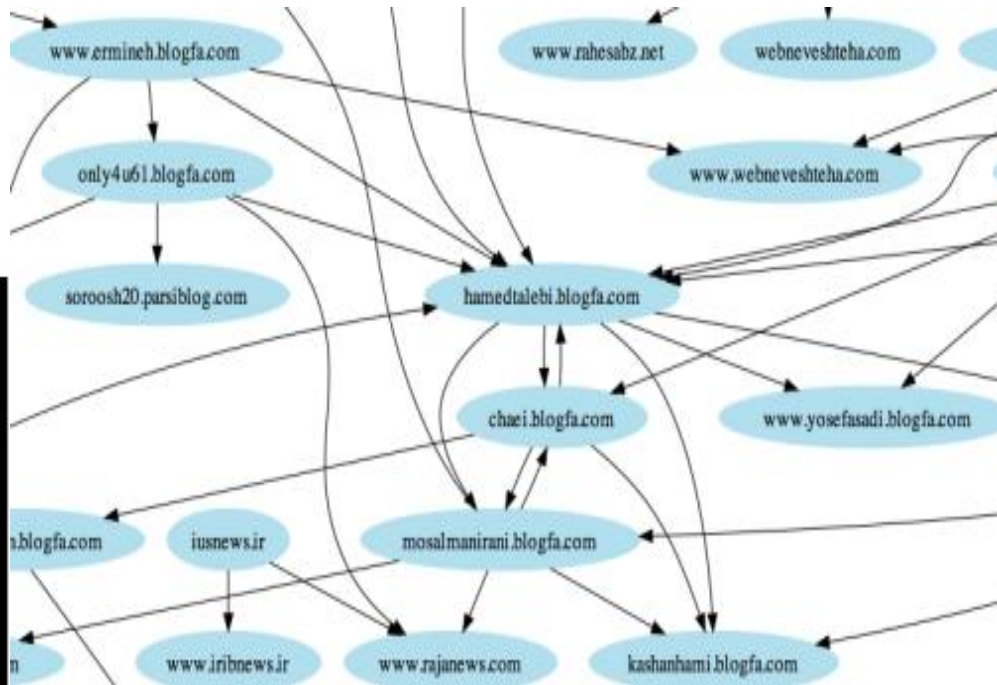 www.ermineh.blogfa.com
www.rahesabz.net
webneveshteha.com
only4u61.blogfa.com
www.webneveshteha.com
soroosh20.parsiblog.com
hamedtalebi.blogfa.com
chaei.blogfa.com
www.yosefasadi.blogfa.com
.blogfa.com
iusnews.ir
mosalmanirani.blogfa.com
www.iribnews.ir
www.rajanews.com
kashanhami.blogfa.com